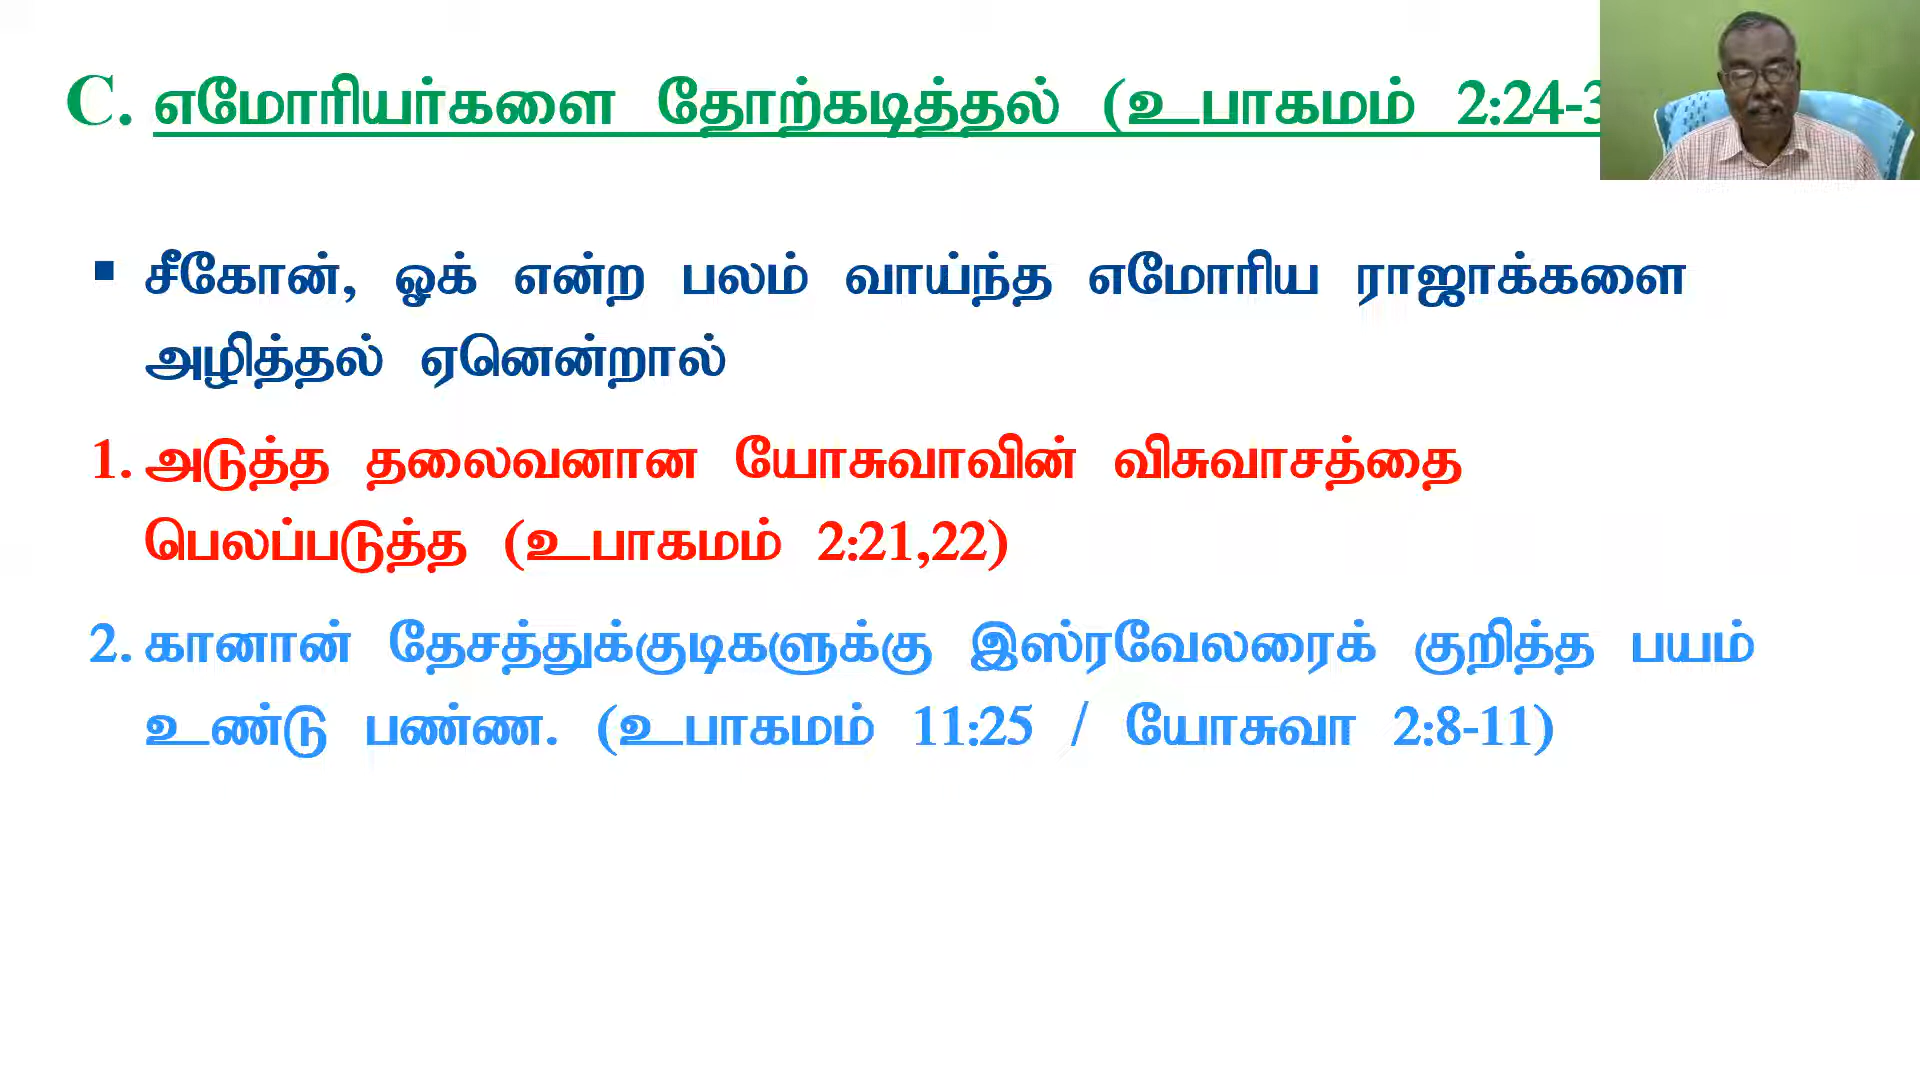 C. எமோரியர்களை தோற்கடித்தல் (உபாகமம் 2:24-3
▪ சீகோன், ஓக் என்ற பலம் வாய்ந்த எமோரிய ராஜாக்களை
அழித்தல் ஏனென்றால்
1. அடுத்த தலைவனான யோசுவாவின் விசுவாசத்தை
பெலப்படுத்த (உபாகமம் 2:21,22)
2. கானான் தேசத்துக்குடிகளுக்கு இஸ்ரவேலரைக் குறித்த பயம்
உண்டு பண்ண. (உபாகமம் 11:25 / யோசுவா 2:8-11)